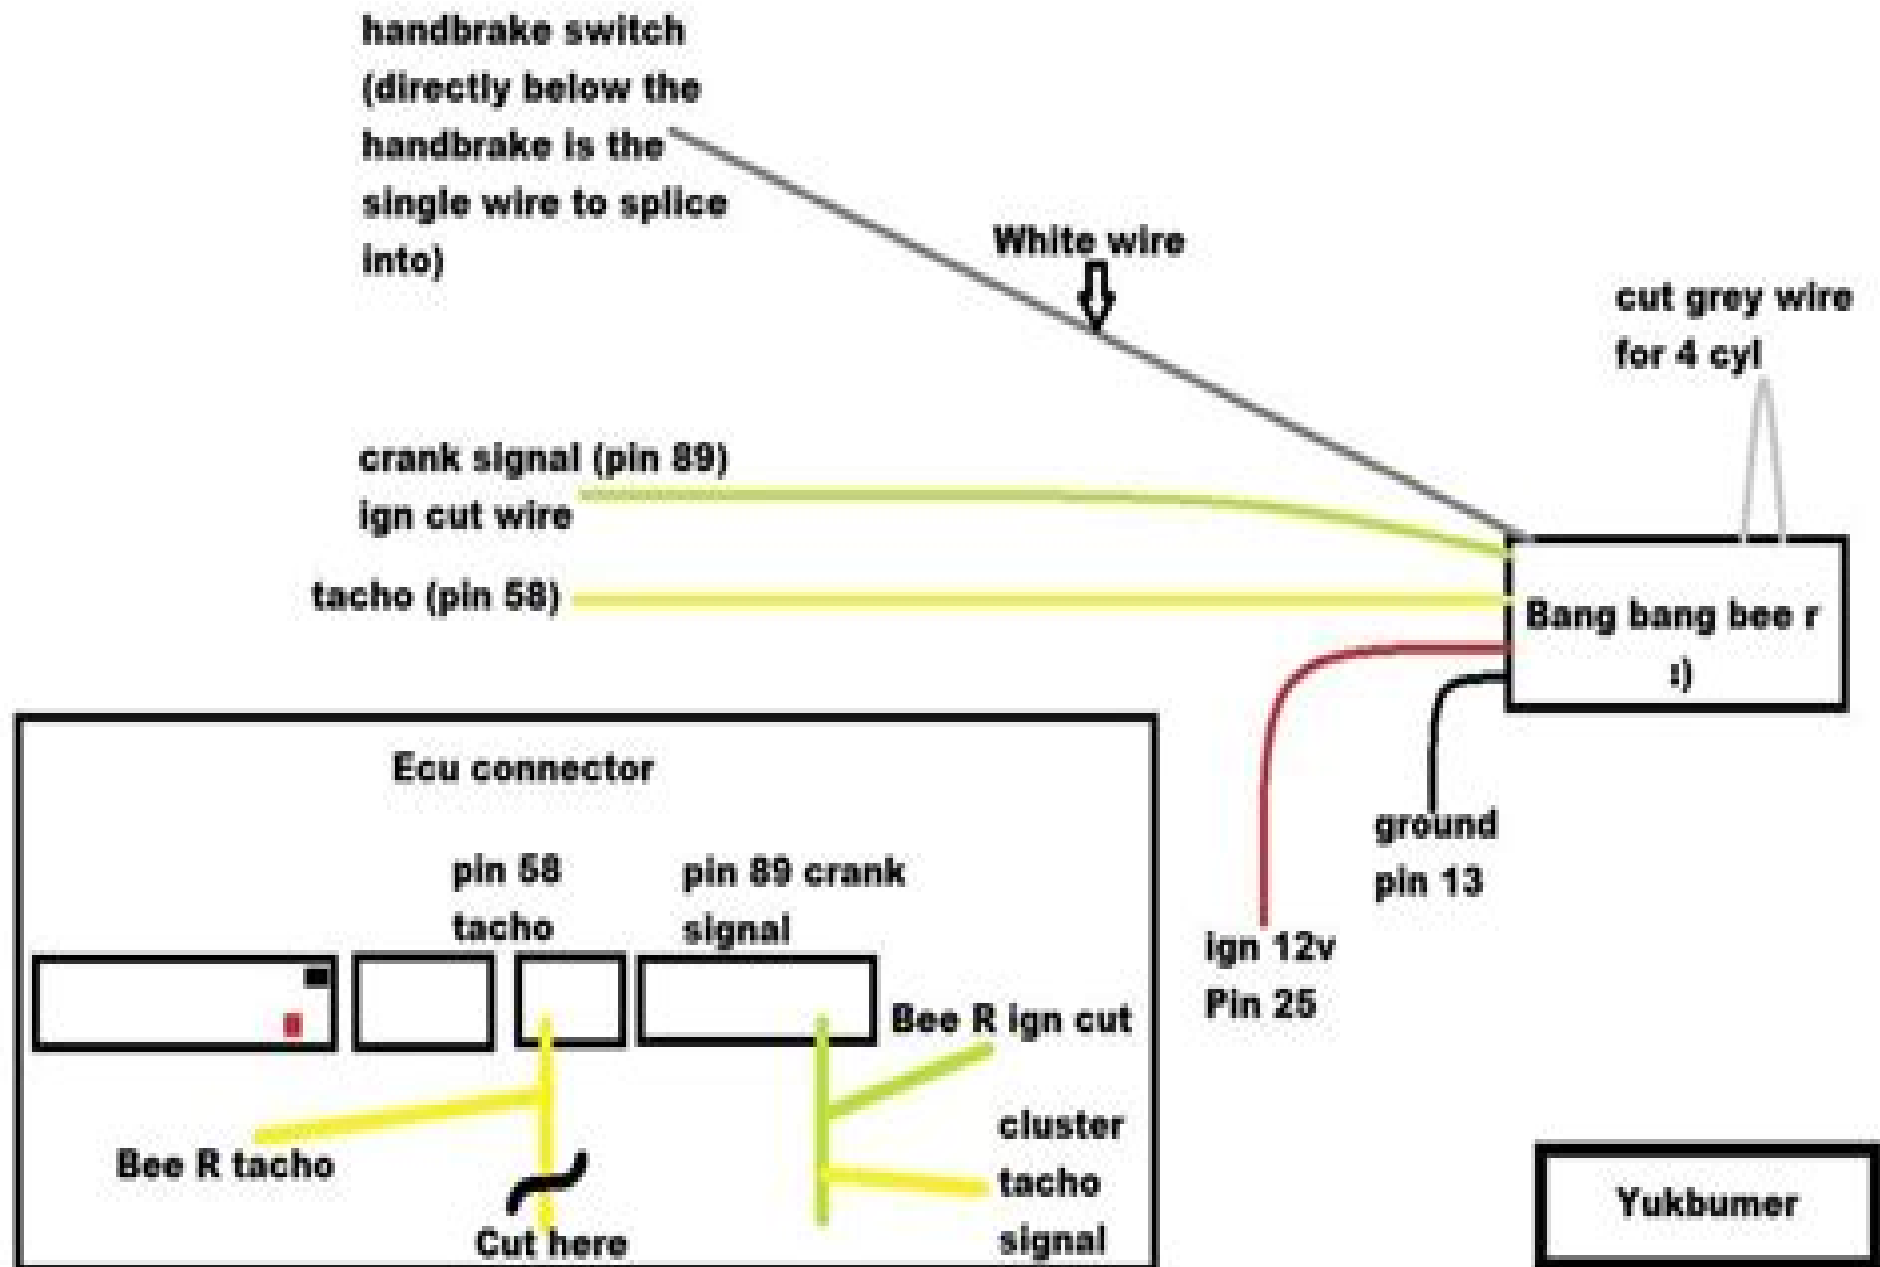 handbrake switch
(directly below the
handbrake is the
single wire to splice
into)
White wire
cut grey wire
for 4 cyl
crank signal (pin 89)
ign cut wire
tacho (pin 58)
Bang bang bee r
:)
ground
pin 13
ign 12v
Pin 25
Ecu connector
pin 58
tacho
pin 89 crank
signal
Bee R ign cut
cluster
tacho
signal
Bee R tacho
Cut here
Yukbumer